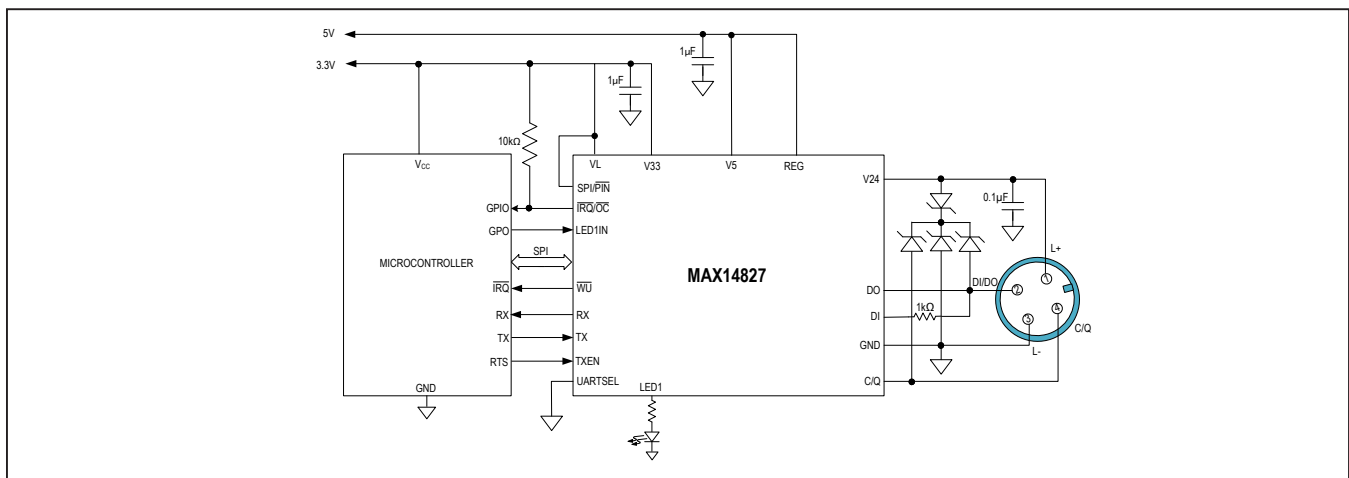 5V
1µF
3.3V
1µF
10kΩ
VCC
VL
V33
V5
REG
V24
SPI/PIN
0.1µF
GPIO
IRQ/OC
GPO
LED1IN
L+
SPI
MICROCONTROLLER
MAX14827
IRQ
WU
DO
DI/DO
2
1
RX
RX
DI
1kΩ
3
4
TX
TX
C/Q
GND
L-
RTS
TXEN
UARTSEL
C/Q
GND
LED1